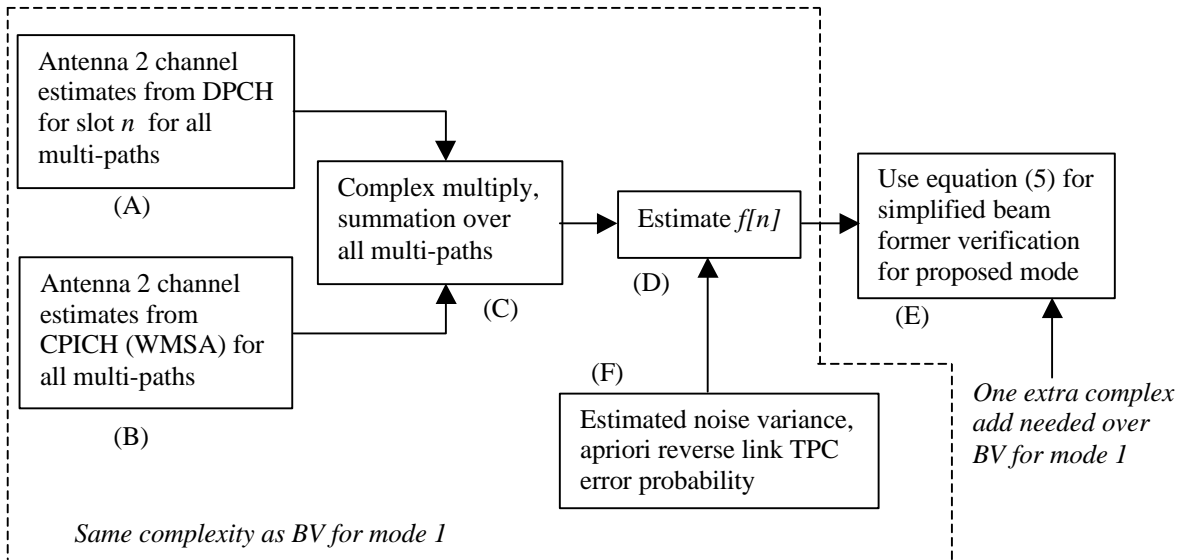 Antenna 2 channel
estimates from DPCH
for slot n for all
multi-paths
(A)
Antenna 2 channel
estimates from
CPICH (WMSA) for
all multi-paths
(B)
Complex multiply,
summation over
all multi-paths
(C)
Estimate f[n]
(D)
Use equation (5) for
simplified beam
former verification
for proposed mode
(E)
(F)
Estimated noise variance,
apriori reverse link TPC
error probability
One extra complex
add needed over
BV for mode 1
Same complexity as BV for mode 1